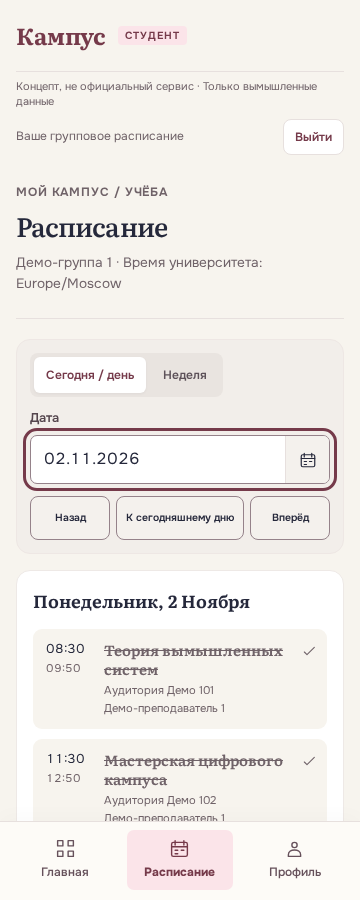 Кампус
СТУДЕНТ
Концепт, не официальный сервис · Только вымышленные
данные
Ваше групповое расписание
Выйти
МОЙ КАМПУС / УЧЁБА
Расписание
Демо-группа 1 · Время университета:
Europe/Moscow
Сегодня / день
Неделя
Дата
02.11.2026
Назад
К сегодняшнему дню
Вперёд
Понедельник, 2 Ноября
08:30
Теория вымышленных
09:50
систем
Аудитория Демо 101
Демо-преподаватель 1
11:30
Мастерская цифрового
12:50
кампуса
Аудитория Демо 102
Демо-преподаватель 1
Главная
Расписание
Профиль